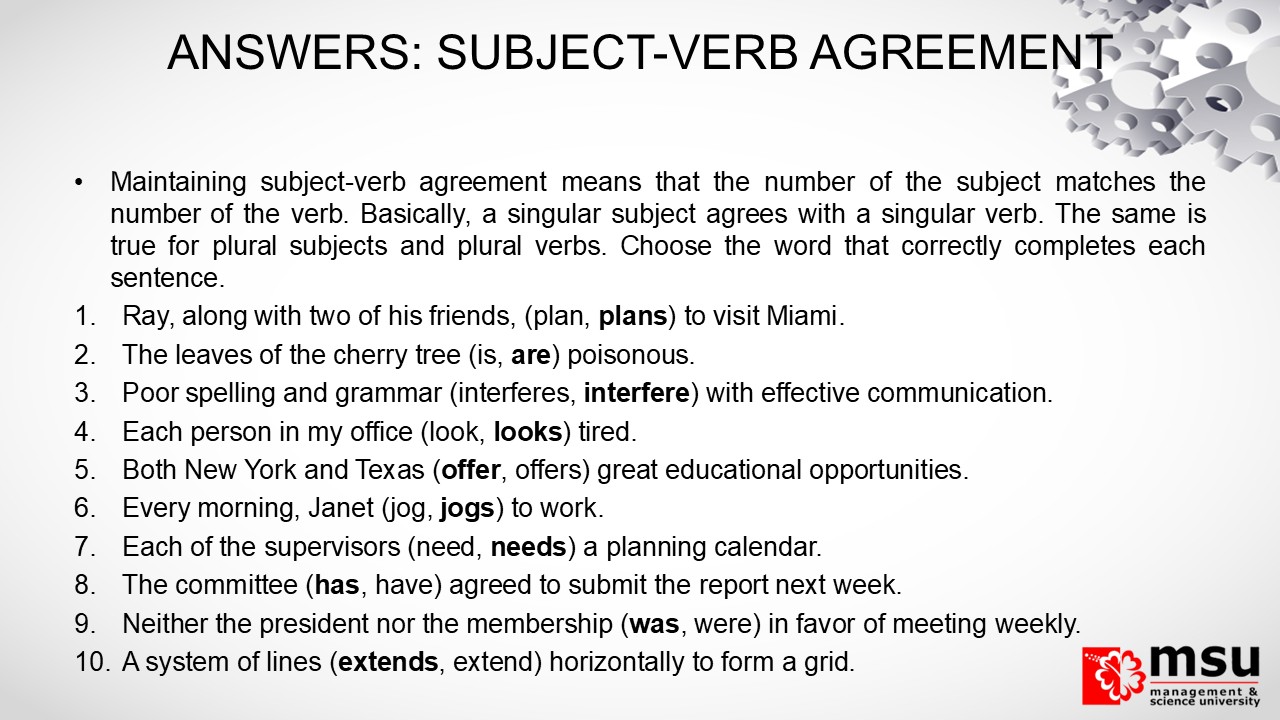 ANSWERS: SUBJECT-VERB AGREEMENT
• Maintaining subject-verb agreement means that the number of the subject matches the
number of the verb. Basically, a singular subject agrees with a singular verb. The same is
true for plural subjects and plural verbs. Choose the word that correctly completes each
sentence.
1. Ray, along with two of his friends, (plan, plans) to visit Miami.
2. The leaves of the cherry tree (is, are) poisonous.
3. Poor spelling and grammar (interferes, interfere) with effective communication.
4. Each person in my office (look, looks) tired.
5. Both New York and Texas (offer, offers) great educational opportunities.
6. Every morning, Janet (jog, jogs) to work.
7. Each of the supervisors (need, needs) a planning calendar.
8. The committee (has, have) agreed to submit the report next week.
9. Neither the president nor the membership (was, were) in favor of meeting weekly.
10. A system of lines (extends, extend) horizontally to form a grid.
msu
management &
science university